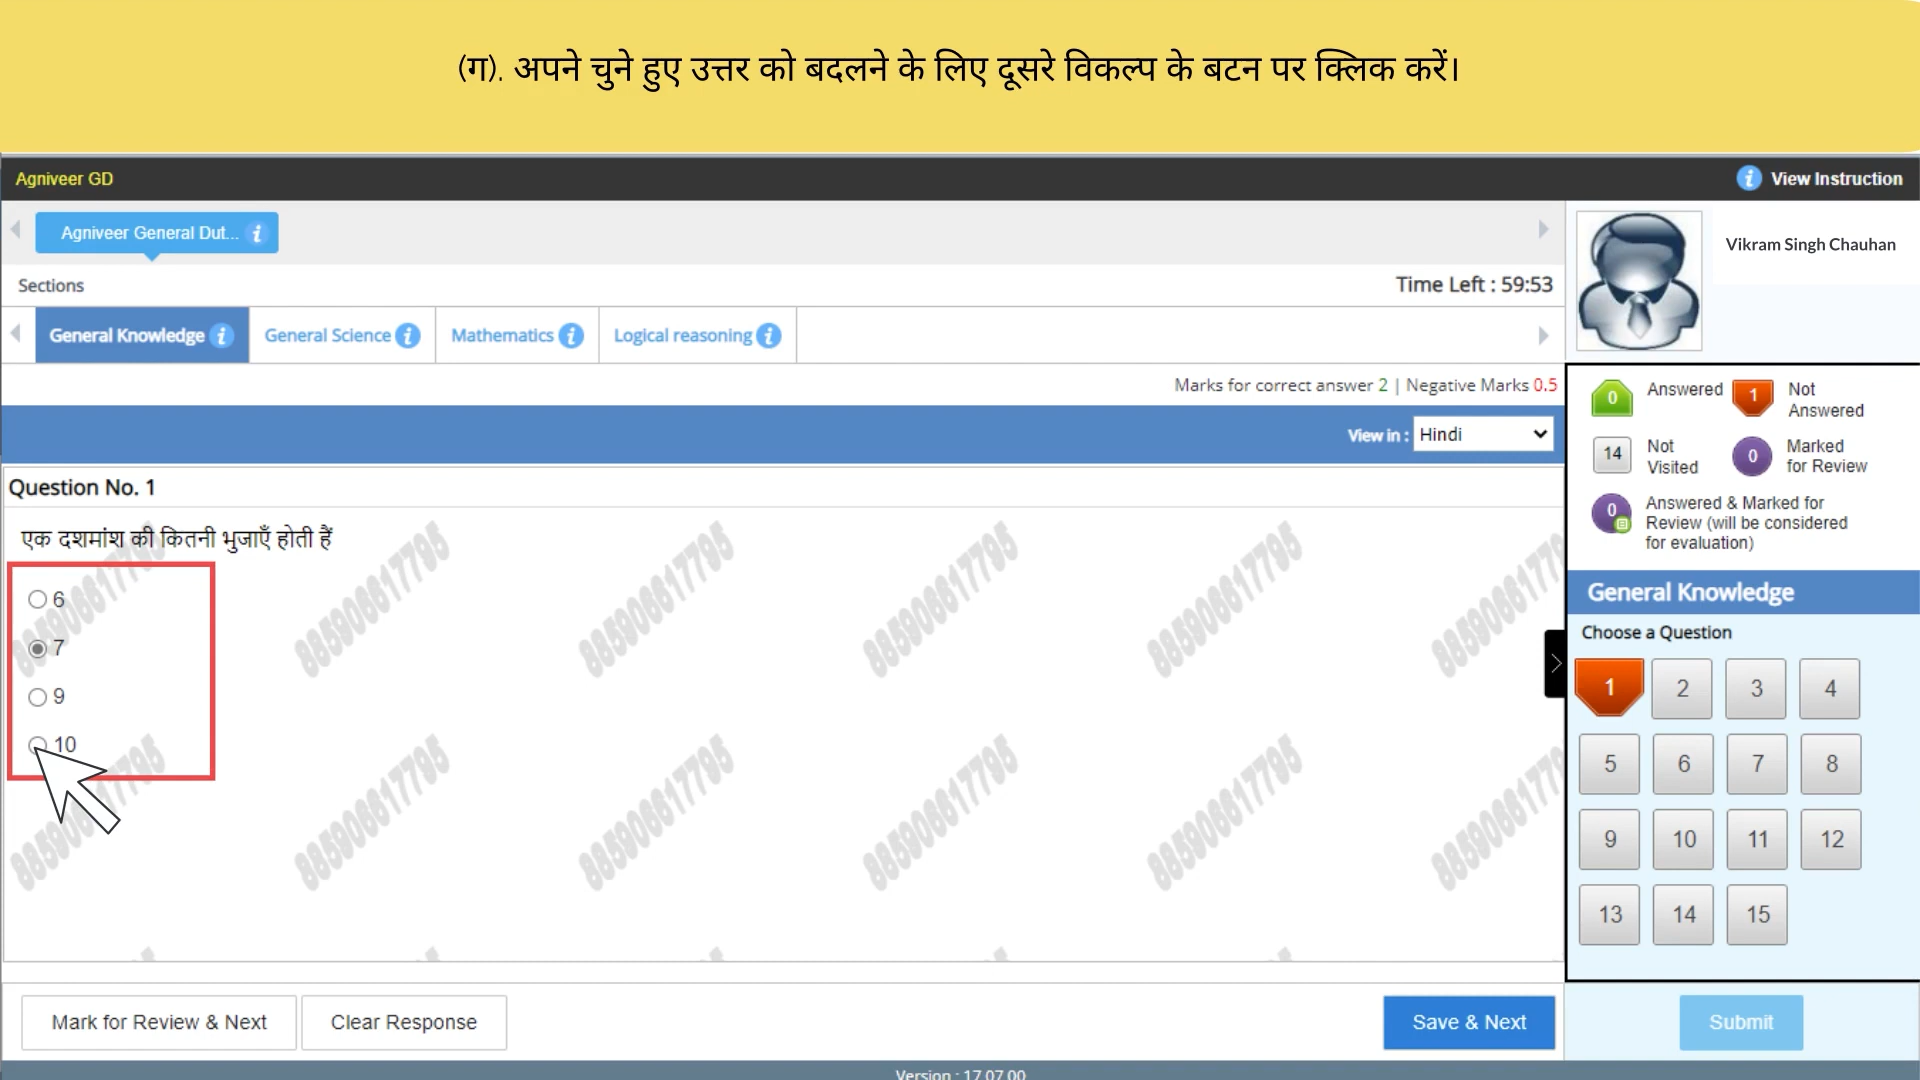 (ग). अपने चुने हुए उत्तर को बदलने के लिए दूसरे विकल्प के बटन पर क्लिक करें।
Agniveer GD
View Instruction
Agniveer General Dut...
Vikram Singh Chauhan
Sections
Time Left : 59:53
General Knowledge
General Science
Mathematics
Logical reasoning
Marks for correct answer 2 | Negative Marks 0.5
View in : Hindi
0 Answered
1 Not Answered
14 Not Visited
0 Marked for Review
0 Answered & Marked for Review (will be considered for evaluation)
Question No. 1
एक दशमांश की कितनी भुजाएँ होती हैं
6
7
9
10
General Knowledge
Choose a Question
1 2 3 4
5 6 7 8
9 10 11 12
13 14 15
Mark for Review & Next
Clear Response
Save & Next
Submit
Version : 17.07.00